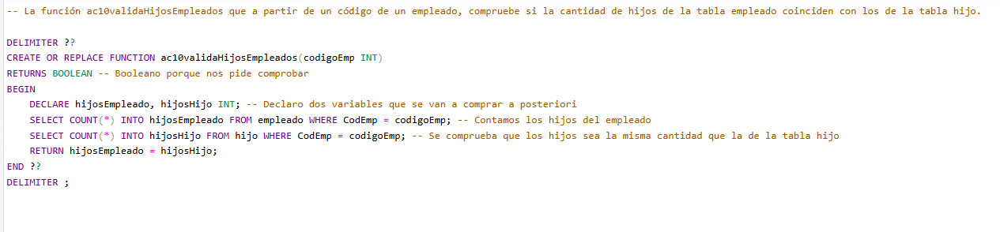 -- La función ac10validaHijosEmpleados que a partir de un código de un empleado, compruebe si la cantidad de hijos de la tabla empleado coinciden con los de la tabla hijo.
DELIMITER ??
CREATE OR REPLACE FUNCTION ac10validaHijosEmpleados(codigoEmp INT)
RETURNS BOOLEAN -- Booleano porque nos pide comprobar
BEGIN
    DECLARE hijosEmpleado, hijosHijo INT; -- Declaro dos variables que se van a comprar a posteriori
    SELECT COUNT(*) INTO hijosEmpleado FROM empleado WHERE CodEmp = codigoEmp; -- Contamos los hijos del empleado
    SELECT COUNT(*) INTO hijosHijo FROM hijo WHERE CodEmp = codigoEmp; -- Se comprueba que los hijos sea la misma cantidad que la de la tabla hijo
    RETURN hijosEmpleado = hijosHijo;
END ??
DELIMITER ;